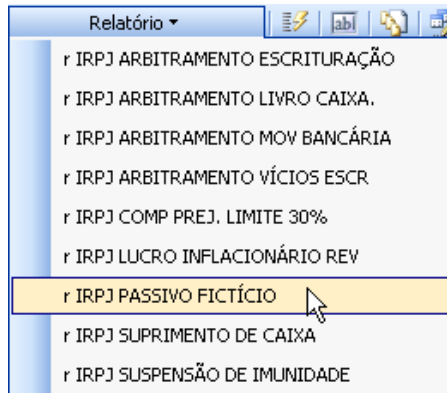 Relatório
abl
r IRPJ ARBITRAMENTO ESCRITURAÇÃO
r IRPJ ARBITRAMENTO LIVRO CAIXA.
r IRPJ ARBITRAMENTO MOV BANCÁRIA
r IRPJ ARBITRAMENTO VÍCIOS ESCR
r IRPJ COMP PREJ. LIMITE 30%
r IRPJ LUCRO INFLACIONÁRIO REV
r IRPJ PASSIVO FICTÍCIO
r IRPJ SUPRIMENTO DE CAIXA
r IRPJ SUSPENSÃO DE IMUNIDADE